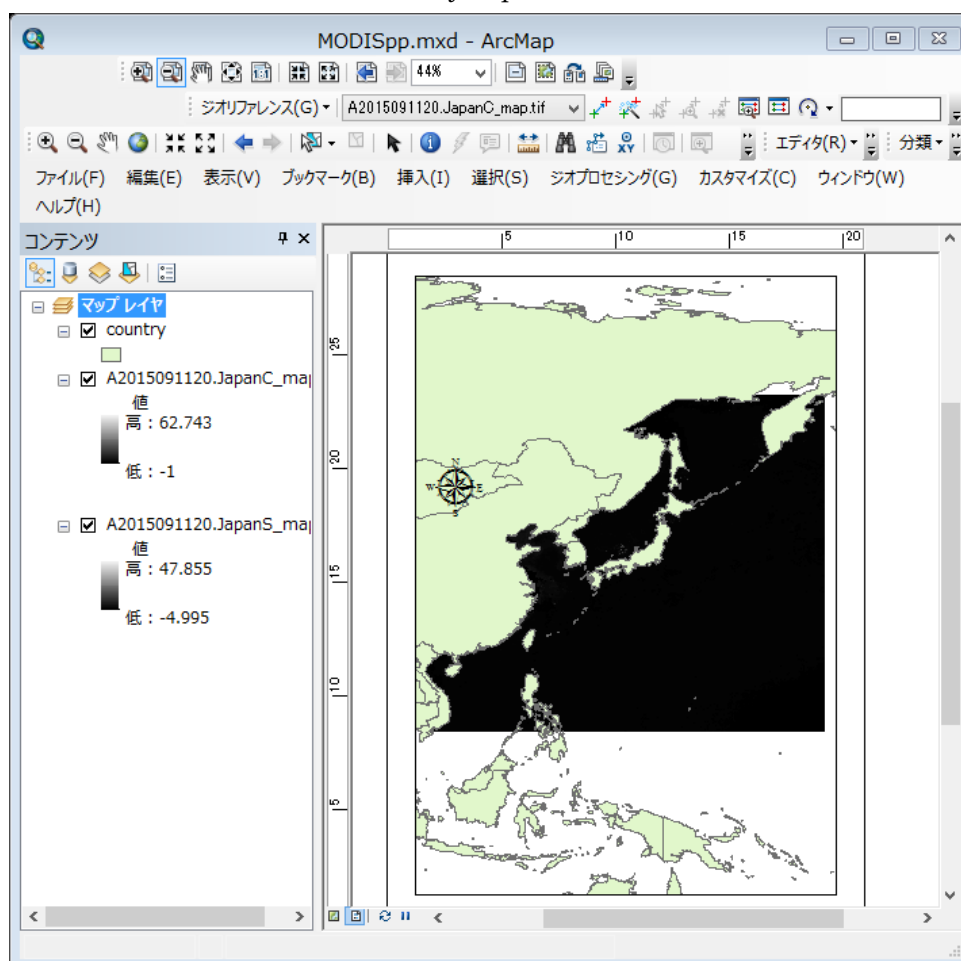 MODISpp.mxd - ArcMap
44%
ジオリファレンス(G)
A2015091120.JapanC_map.tif
エディタ(R)
分類
ファイル(F) 編集(E) 表示(V) ブックマーク(B) 挿入(I) 選択(S) ジオプロセシング(G) カスタマイズ(C) ウィンドウ(W)
ヘルプ(H)
コンテンツ
マップ レイヤ
country
A2015091120.JapanC_ma
値
高 : 62.743
低 : -1
A2015091120.JapanS_ma
値
高 : 47.855
低 : -4.995
5 10 15 20
25
20
15
10
5
N
W E
S